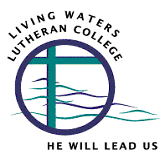 LIVING WATERS
LUTHERAN COLLEGE
HE WILL LEAD US